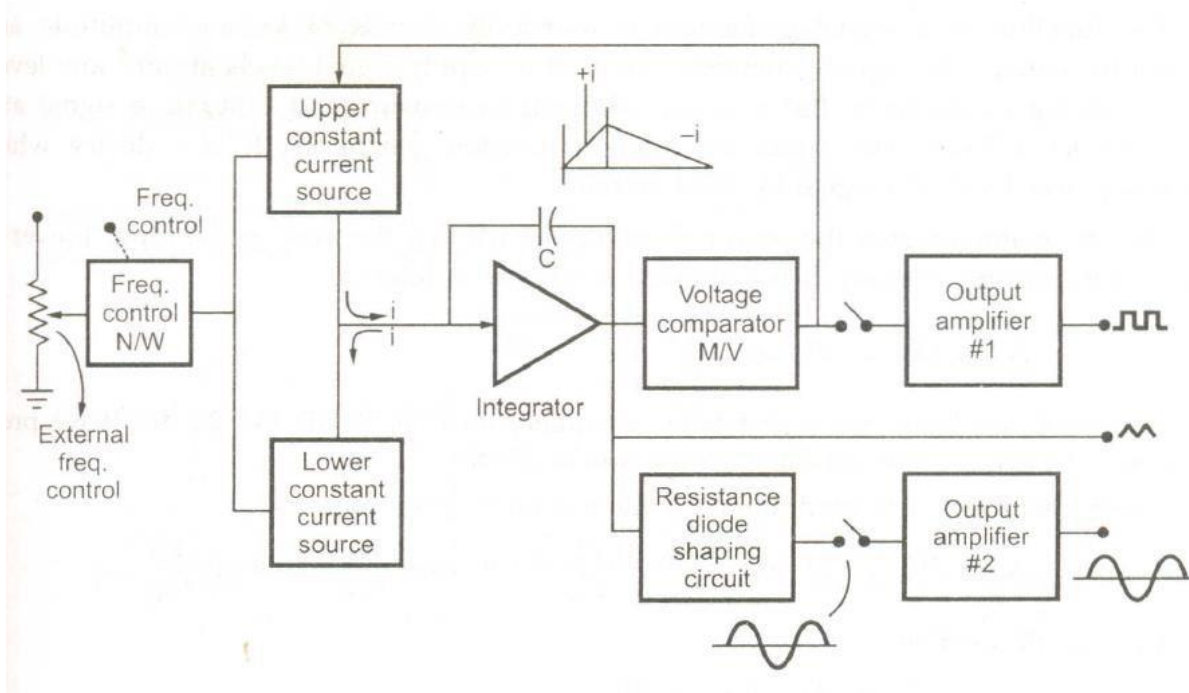 Upper
constant
current
source
+i
–i
Freq.
control
Freq.
control
N/W
C
i
i
Voltage
comparator
M/V
Output
amplifier
#1
Integrator
External
freq.
control
Lower
constant
current
source
Resistance
diode
shaping
circuit
Output
amplifier
#2